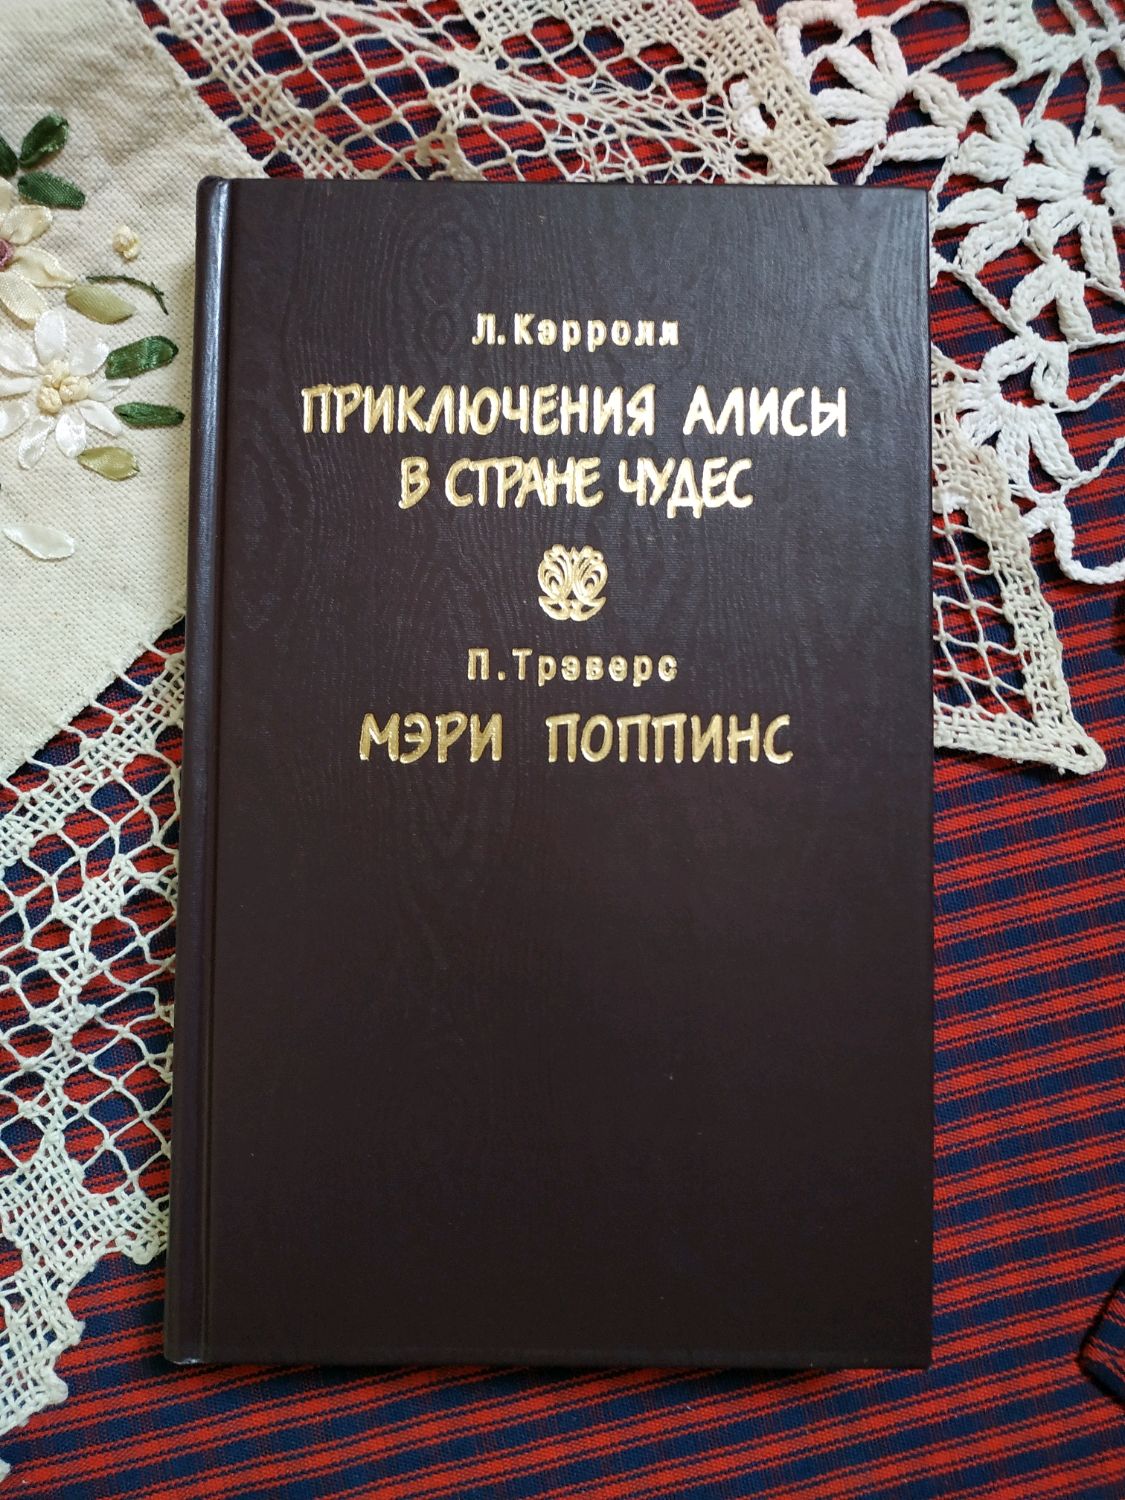 Л. Кэрролл
ПРИКЛЮЧЕНИЯ АЛИСЫ
В СТРАНЕ ЧУДЕС
П. Трэверс
МЭРИ ПОППИНС